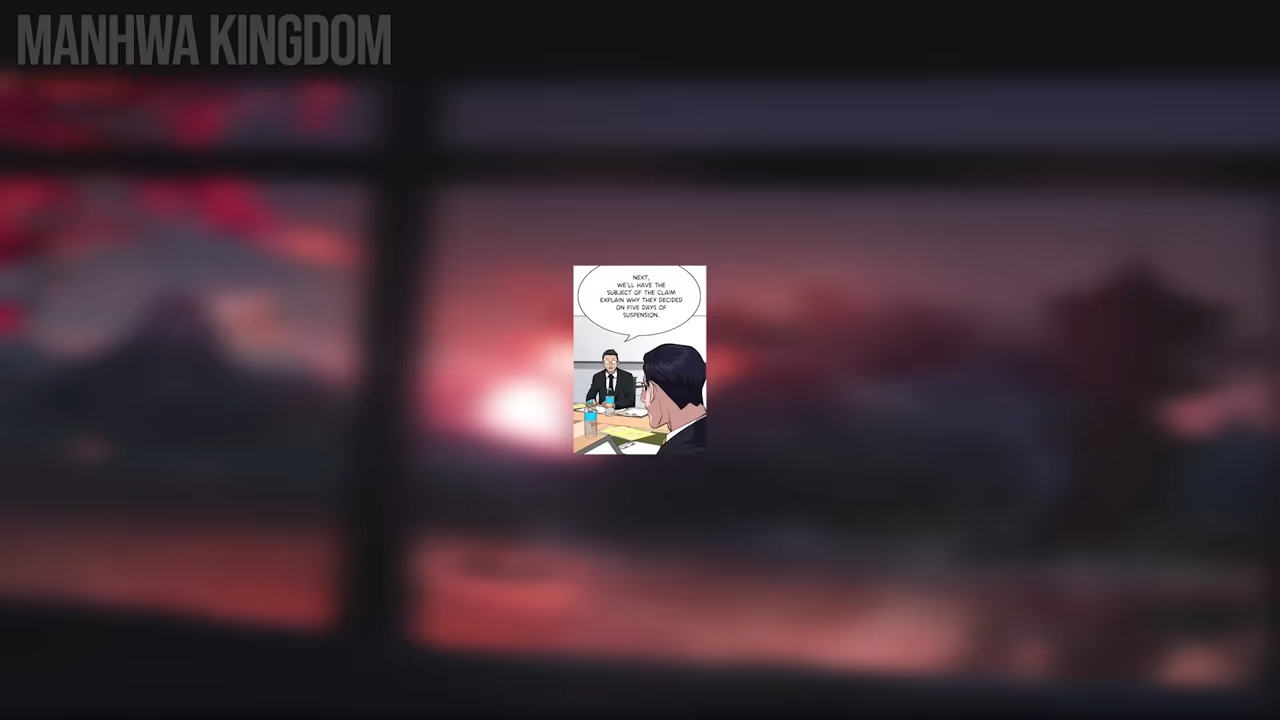 MANHWA KINGDOM
NEXT,
WE'LL HAVE THE
SUBJECT OF THE CLAIM
EXPLAIN WHY THEY DECIDED
ON FIVE DAYS OF
SUSPENSION.